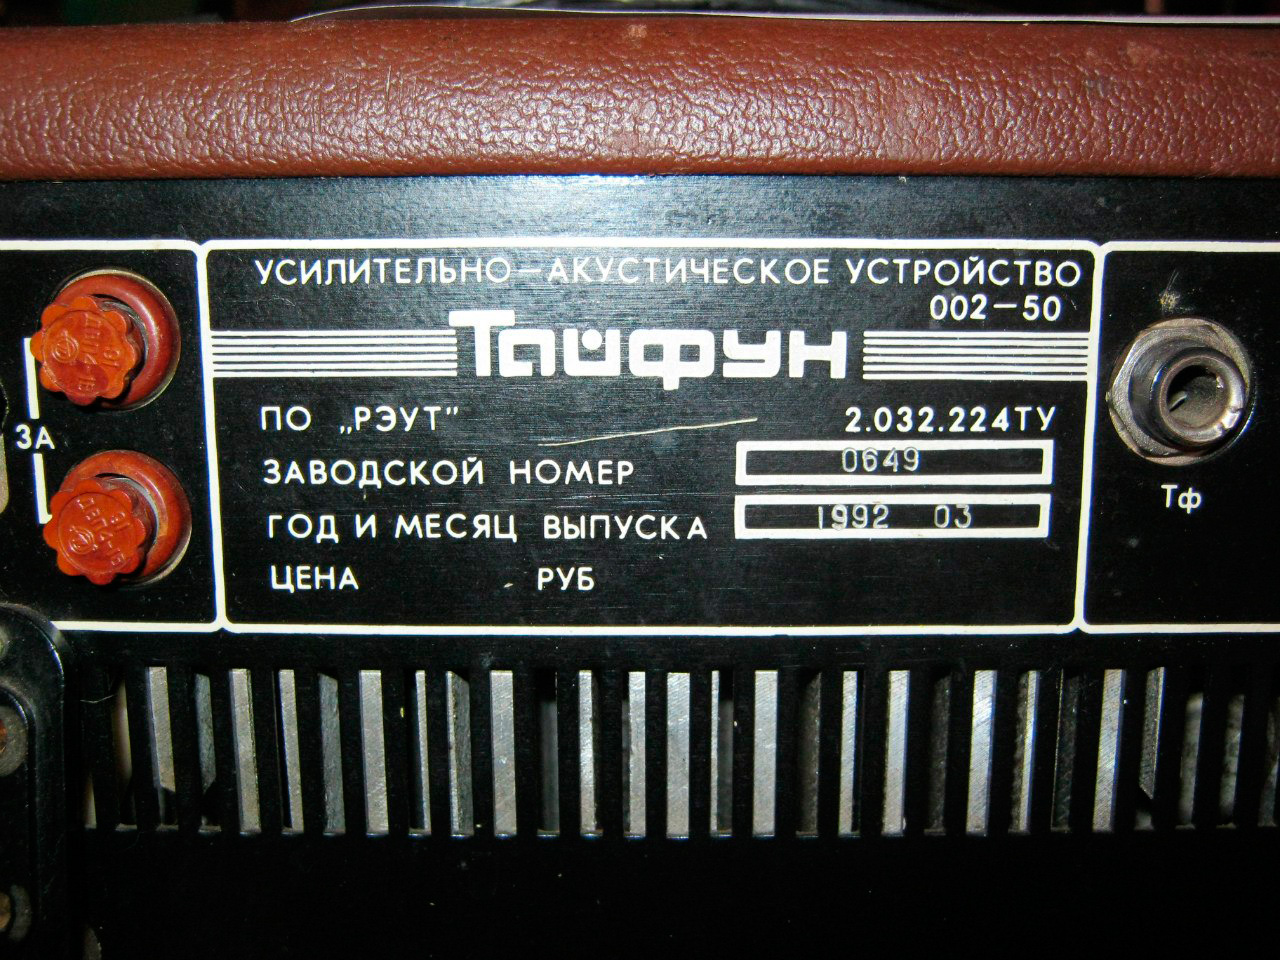 УСИЛИТЕЛЬНО-АКУСТИЧЕСКОЕ УСТРОЙСТВО
002-50
Тайфун
ПО „РЭУТ” 2.032.224ТУ
3А
ЗАВОДСКОЙ НОМЕР 0649
Тф
ГОД И МЕСЯЦ ВЫПУСКА 1992 03
ЦЕНА РУБ